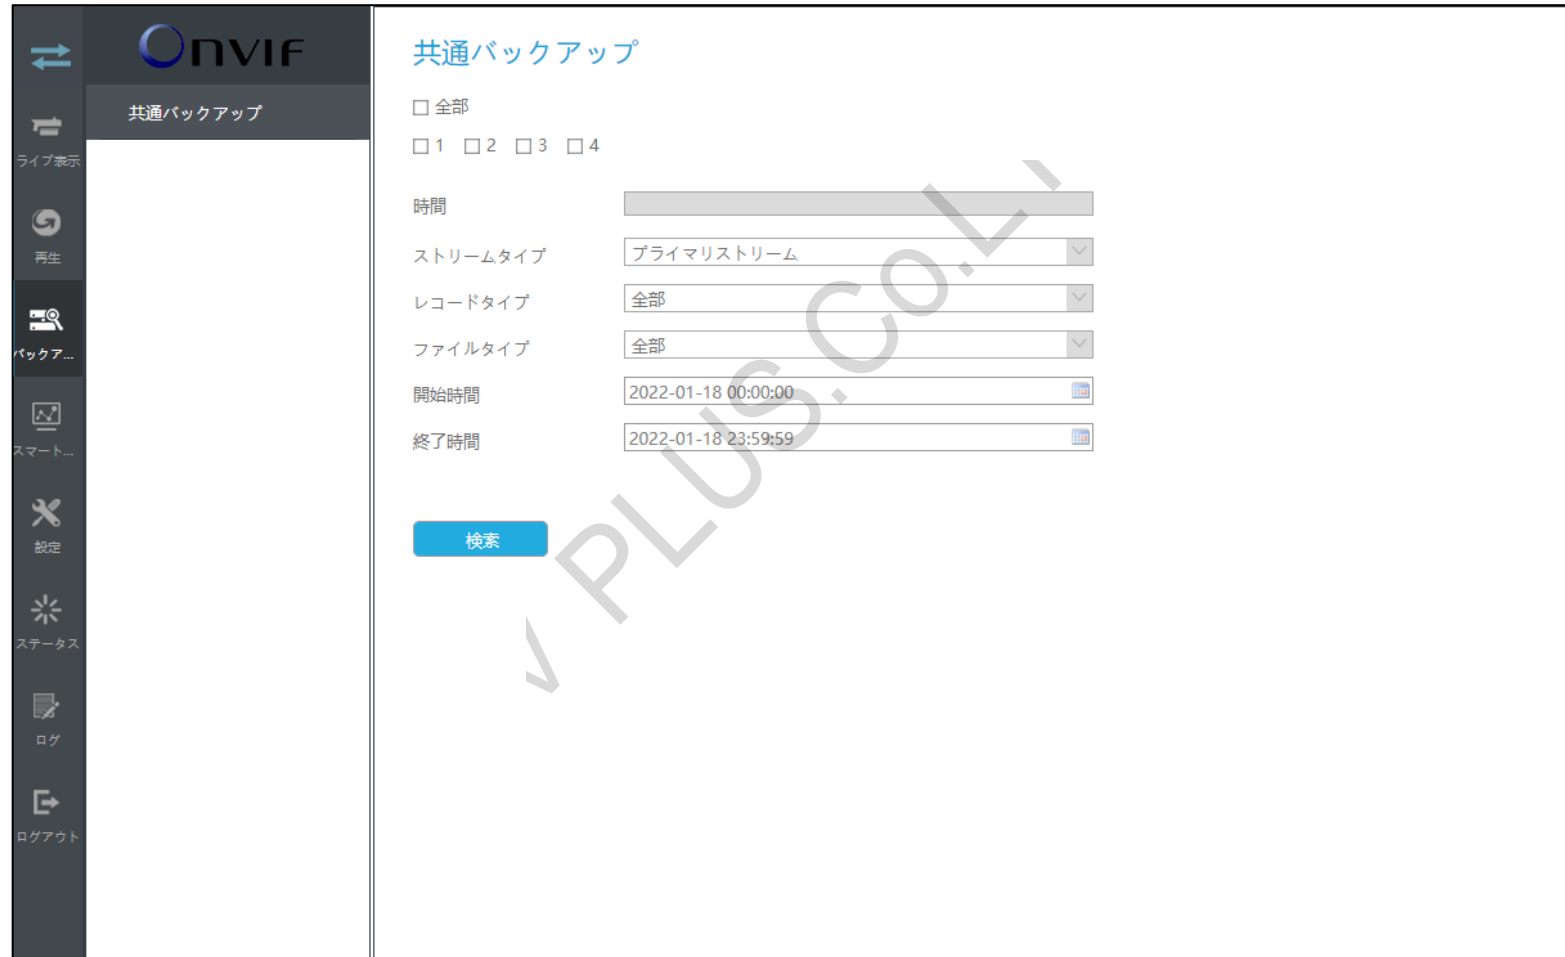 ONVIF
共通バックアップ
ライブ表示
再生
バックア...
スマート...
設定
ステータス
ログ
ログアウト
共通バックアップ
全部
1 2 3 4
時間
ストリームタイプ プライマリストリーム
レコードタイプ 全部
ファイルタイプ 全部
開始時間 2022-01-18 00:00:00
終了時間 2022-01-18 23:59:59
検索
PLUS.Co.L